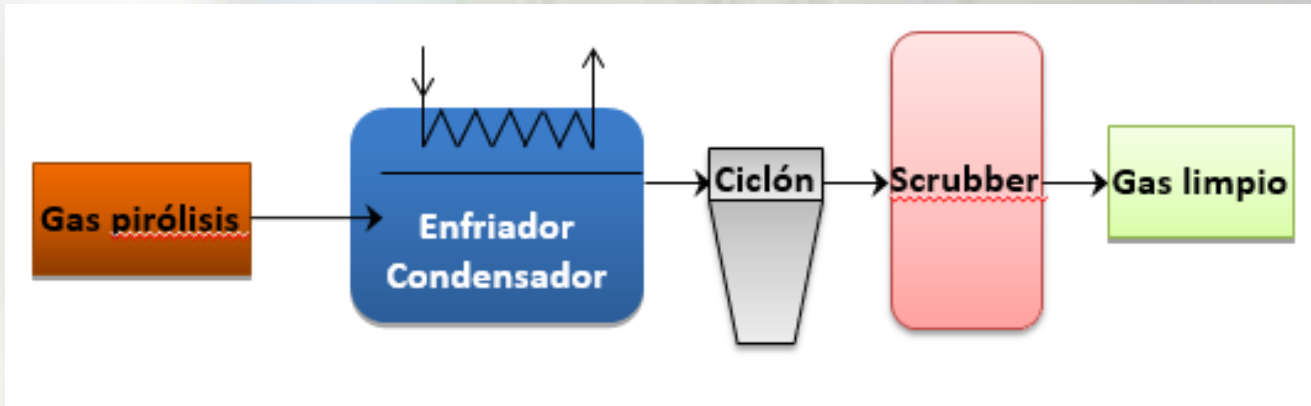 Gas pirólisis
Enfriador
Condensador
Ciclón
Scrubber
Gas limpio